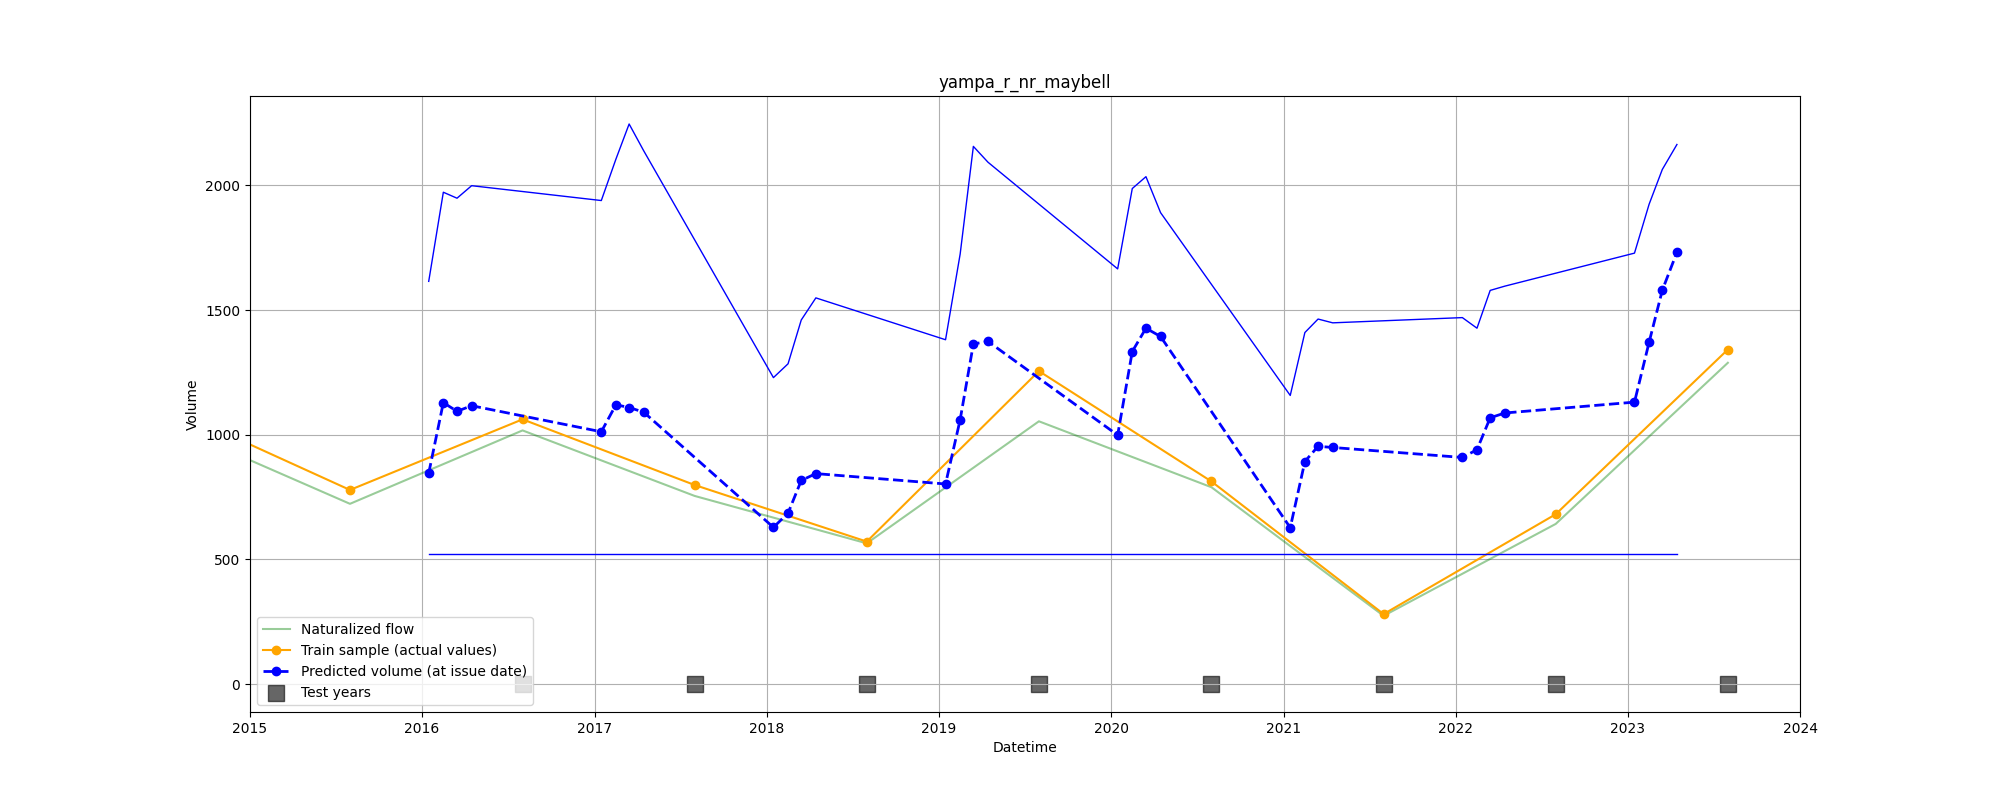 yampa_r_nr_maybell
Volume
2000
1500
1000
500
0
Naturalized flow
Train sample (actual values)
Predicted volume (at issue date)
Test years
2015 2016 2017 2018 2019 2020 2021 2022 2023 2024
Datetime